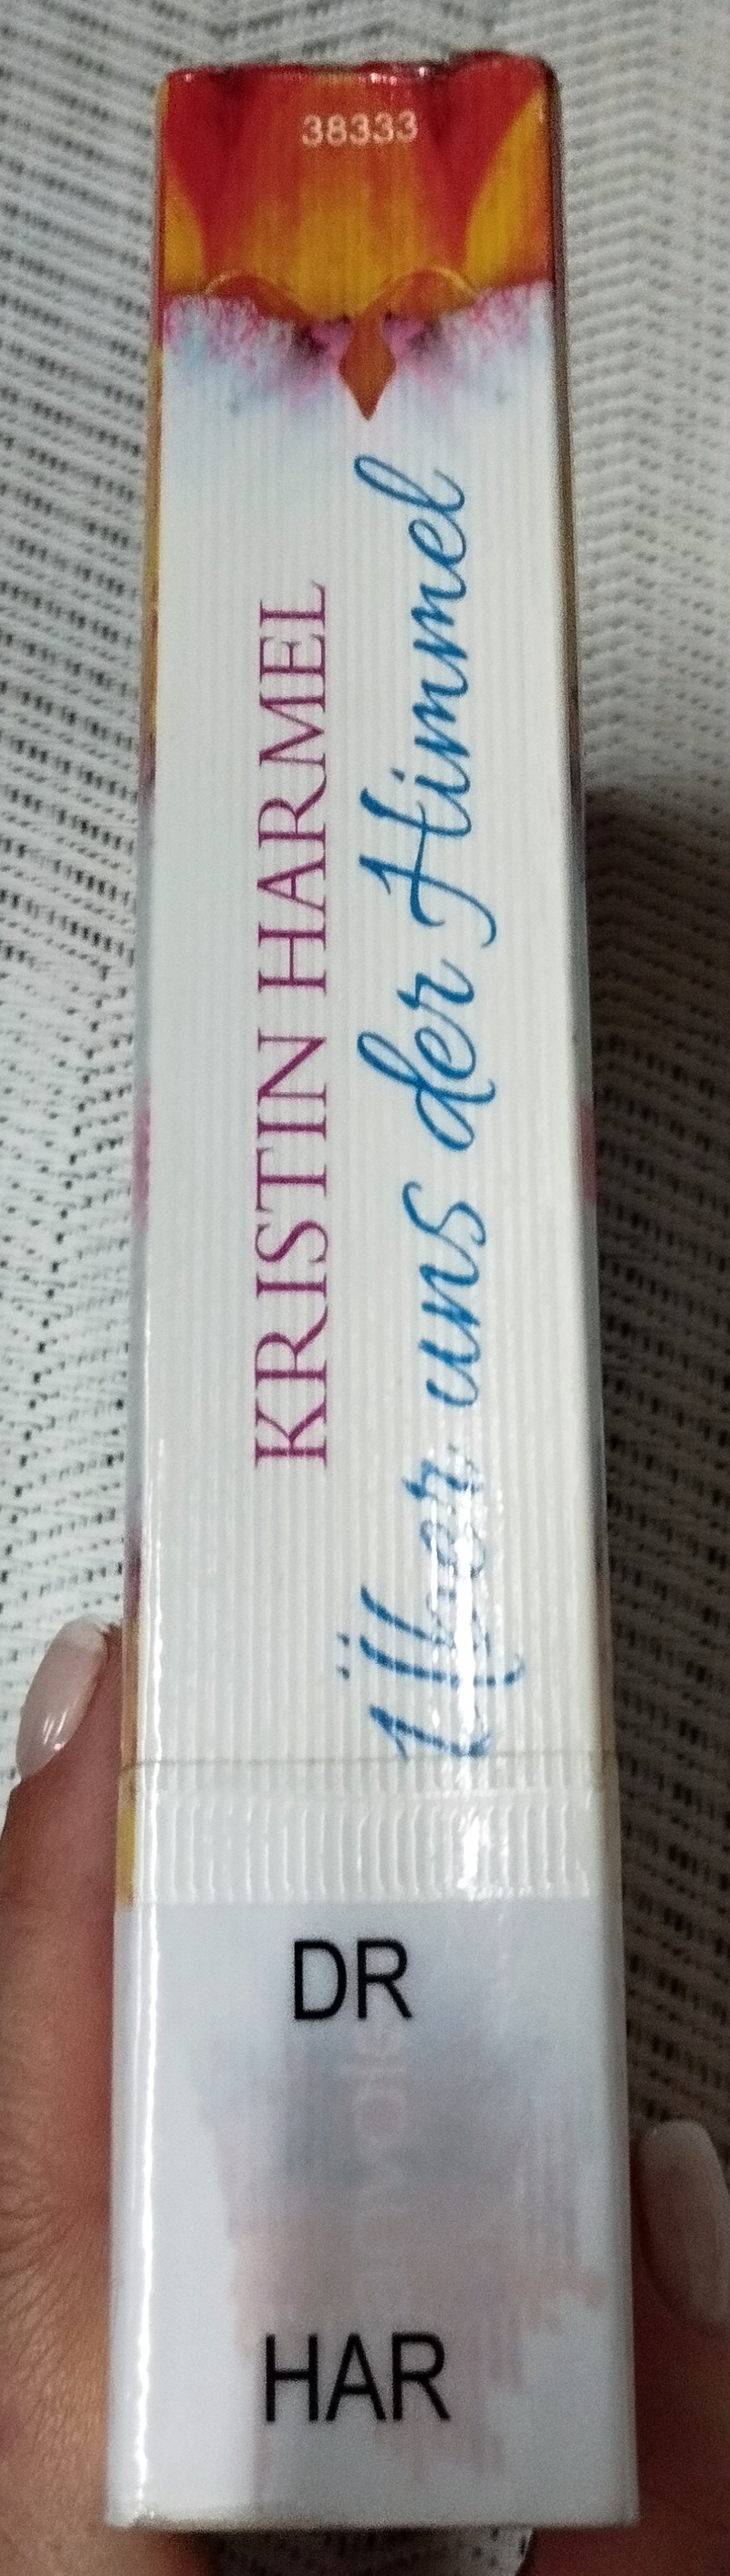 38333
KRISTIN HARMEL
Über uns der Himmel
DR
HAR